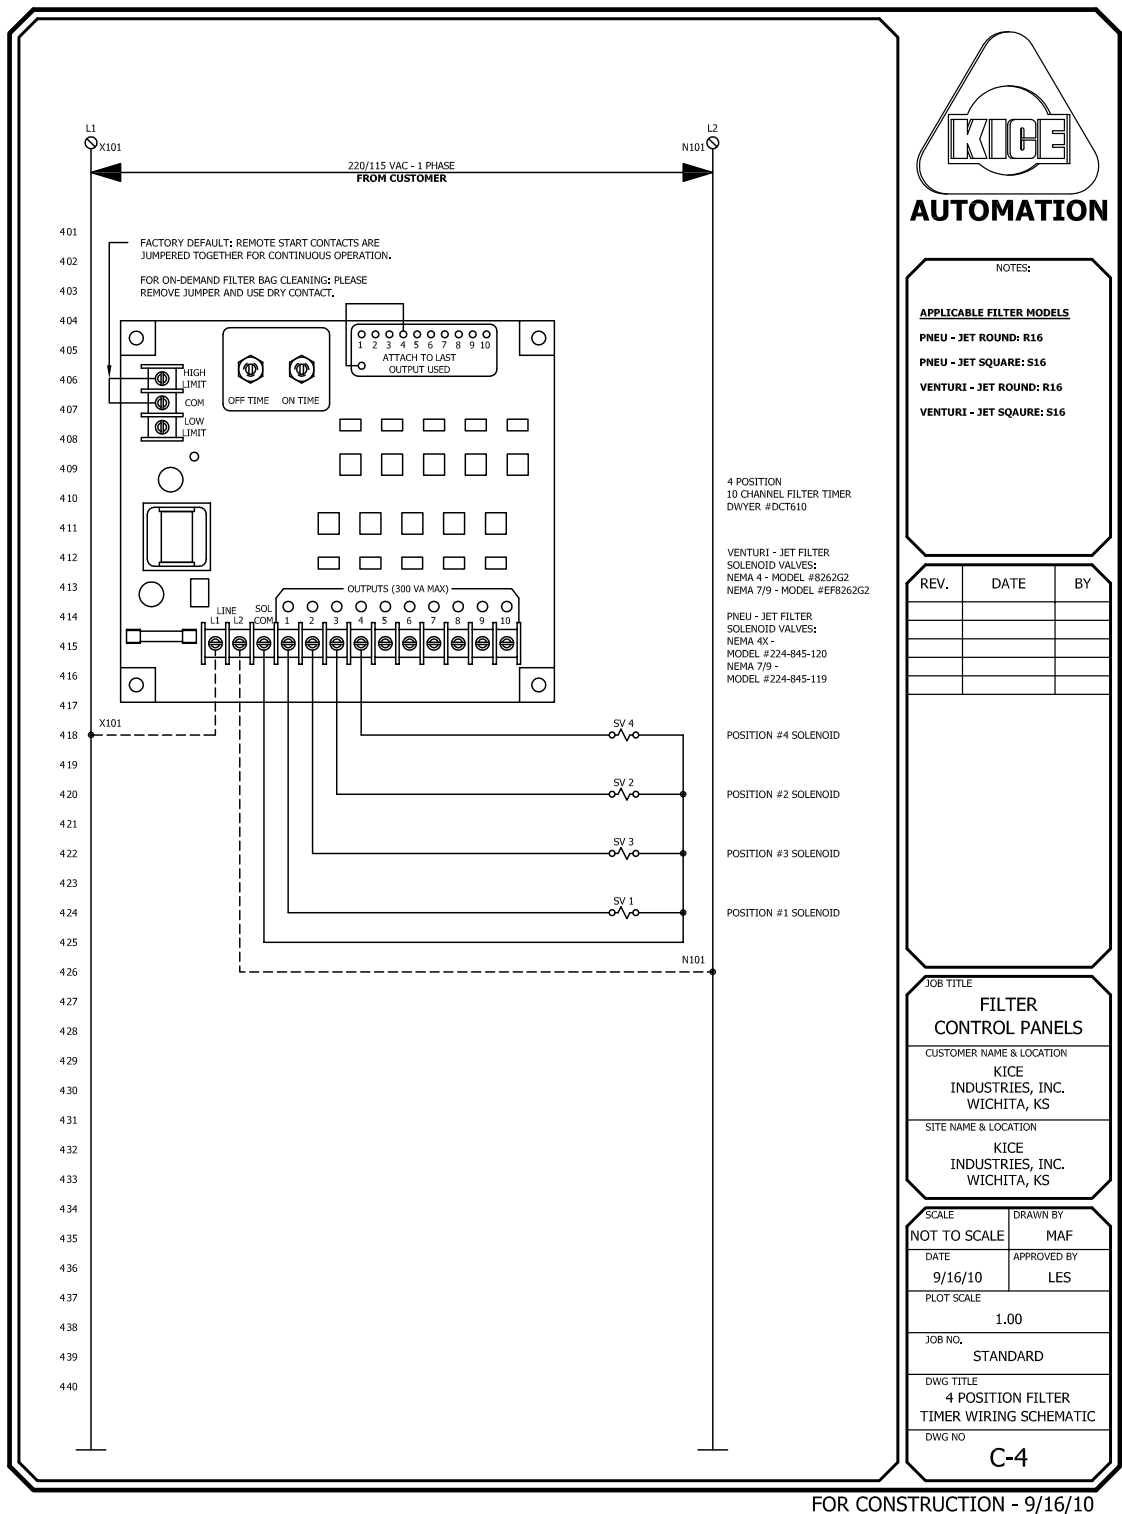 L1
X101
L2
N101
220/115 VAC - 1 PHASE
FROM CUSTOMER
401
402
403
404
405
406
407
408
409
410
411
412
413
414
415
416
417
418
419
420
421
422
423
424
425
426
427
428
429
430
431
432
433
434
435
436
437
438
439
440
FACTORY DEFAULT: REMOTE START CONTACTS ARE
JUMPERED TOGETHER FOR CONTINUOUS OPERATION.
FOR ON-DEMAND FILTER BAG CLEANING: PLEASE
REMOVE JUMPER AND USE DRY CONTACT.
HIGH
LIMIT
COM
LOW
LIMIT
OFF TIME ON TIME
1 2 3 4 5 6 7 8 9 10
ATTACH TO LAST
OUTPUT USED
OUTPUTS (300 VA MAX)
LINE
L1 L2
SOL
COM
1 2 3 4 5 6 7 8 9 10
X101
SV 4
SV 2
SV 3
SV 1
N101
4 POSITION
10 CHANNEL FILTER TIMER
DWYER #DCT610
VENTURI - JET FILTER
SOLENOID VALVES:
NEMA 4 - MODEL #8262G2
NEMA 7/9 - MODEL #EF8262G2
PNEU - JET FILTER
SOLENOID VALVES:
NEMA 4X -
MODEL #224-845-120
NEMA 7/9 -
MODEL #224-845-119
POSITION #4 SOLENOID
POSITION #2 SOLENOID
POSITION #3 SOLENOID
POSITION #1 SOLENOID
KICE
AUTOMATION
NOTES:
APPLICABLE FILTER MODELS
PNEU - JET ROUND: R16
PNEU - JET SQUARE: S16
VENTURI - JET ROUND: R16
VENTURI - JET SQAURE: S16
REV. DATE BY
JOB TITLE
FILTER
CONTROL PANELS
CUSTOMER NAME & LOCATION
KICE
INDUSTRIES, INC.
WICHITA, KS
SITE NAME & LOCATION
KICE
INDUSTRIES, INC.
WICHITA, KS
SCALE
NOT TO SCALE
DRAWN BY
MAF
DATE
9/16/10
APPROVED BY
LES
PLOT SCALE
1.00
JOB NO.
STANDARD
DWG TITLE
4 POSITION FILTER
TIMER WIRING SCHEMATIC
DWG NO
C-4
FOR CONSTRUCTION - 9/16/10